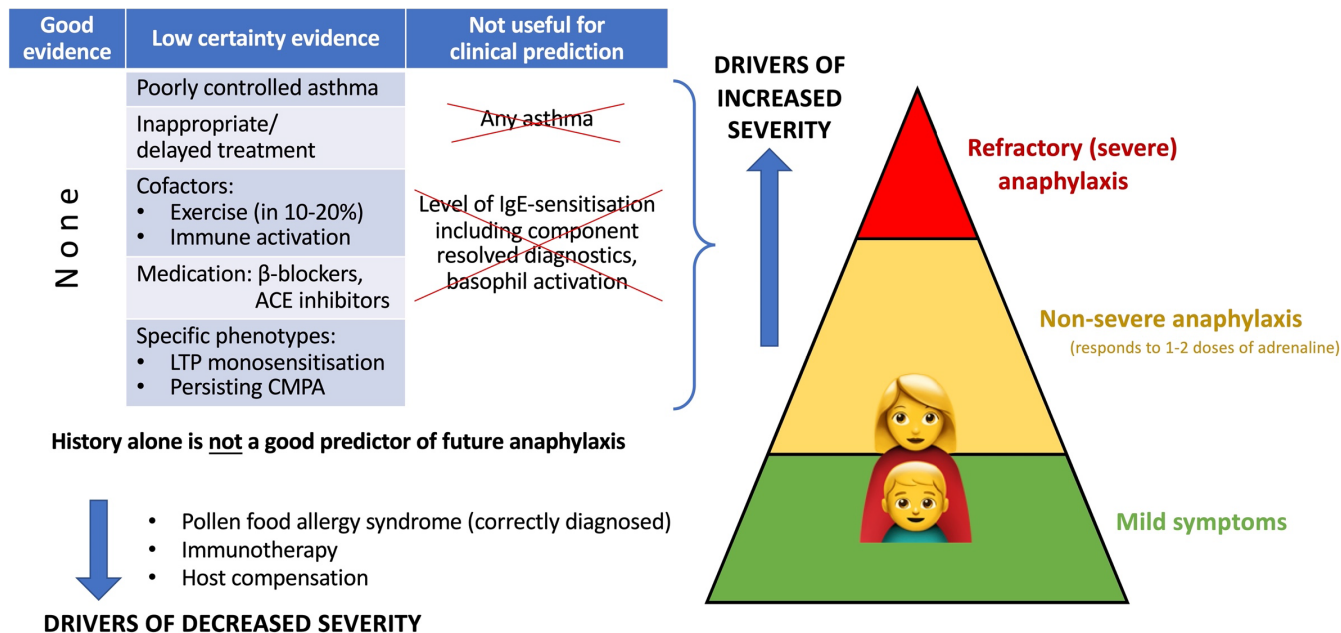 Good
evidence
Low certainty evidence
Not useful for
clinical prediction
None
Poorly controlled asthma
Inappropriate/
delayed treatment
Cofactors:
• Exercise (in 10-20%)
• Immune activation
Medication: β-blockers,
ACE inhibitors
Specific phenotypes:
• LTP monosensitisation
• Persisting CMPA
Any asthma
Level of IgE-sensitisation
including component
resolved diagnostics,
basophil activation
History alone is not a good predictor of future anaphylaxis
• Pollen food allergy syndrome (correctly diagnosed)
• Immunotherapy
• Host compensation
DRIVERS OF DECREASED SEVERITY
DRIVERS OF
INCREASED
SEVERITY
Refractory (severe)
anaphylaxis
Non-severe anaphylaxis
(responds to 1-2 doses of adrenaline)
Mild symptoms